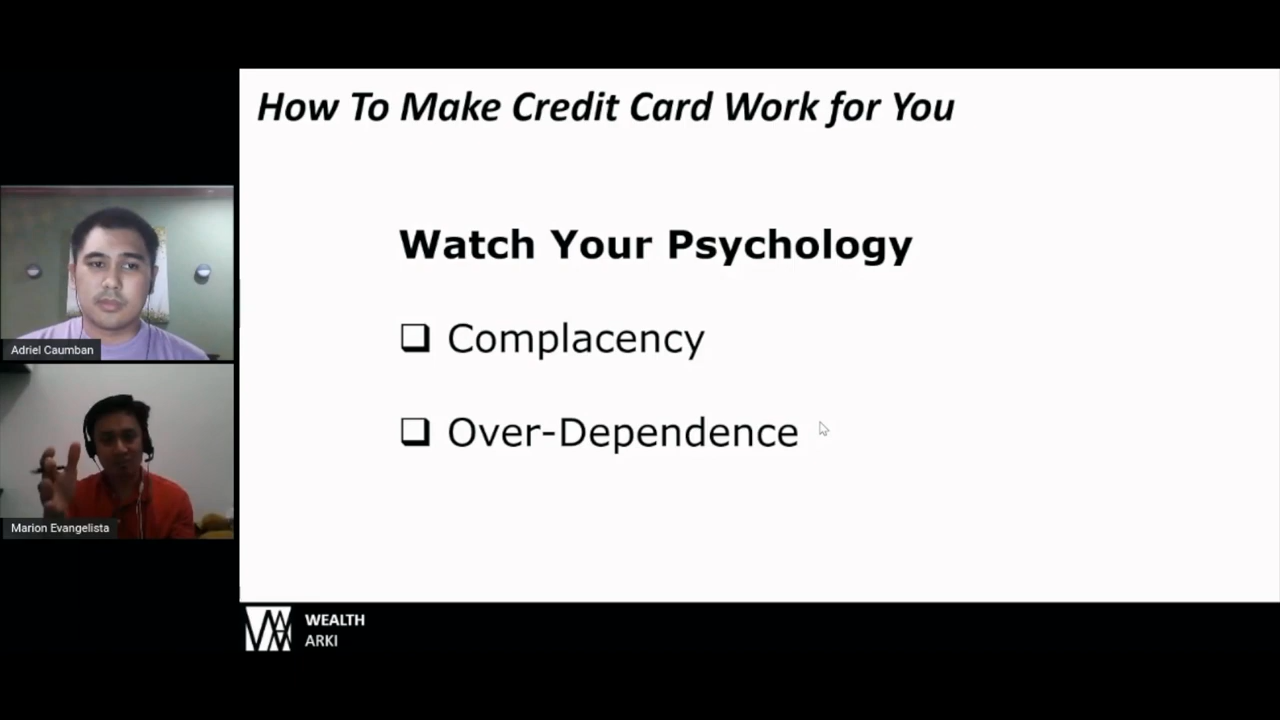 How To Make Credit Card Work for You
Watch Your Psychology
Complacency
Over-Dependence
Adriel Caumban
Marion Evangelista
WEALTH
ARKI